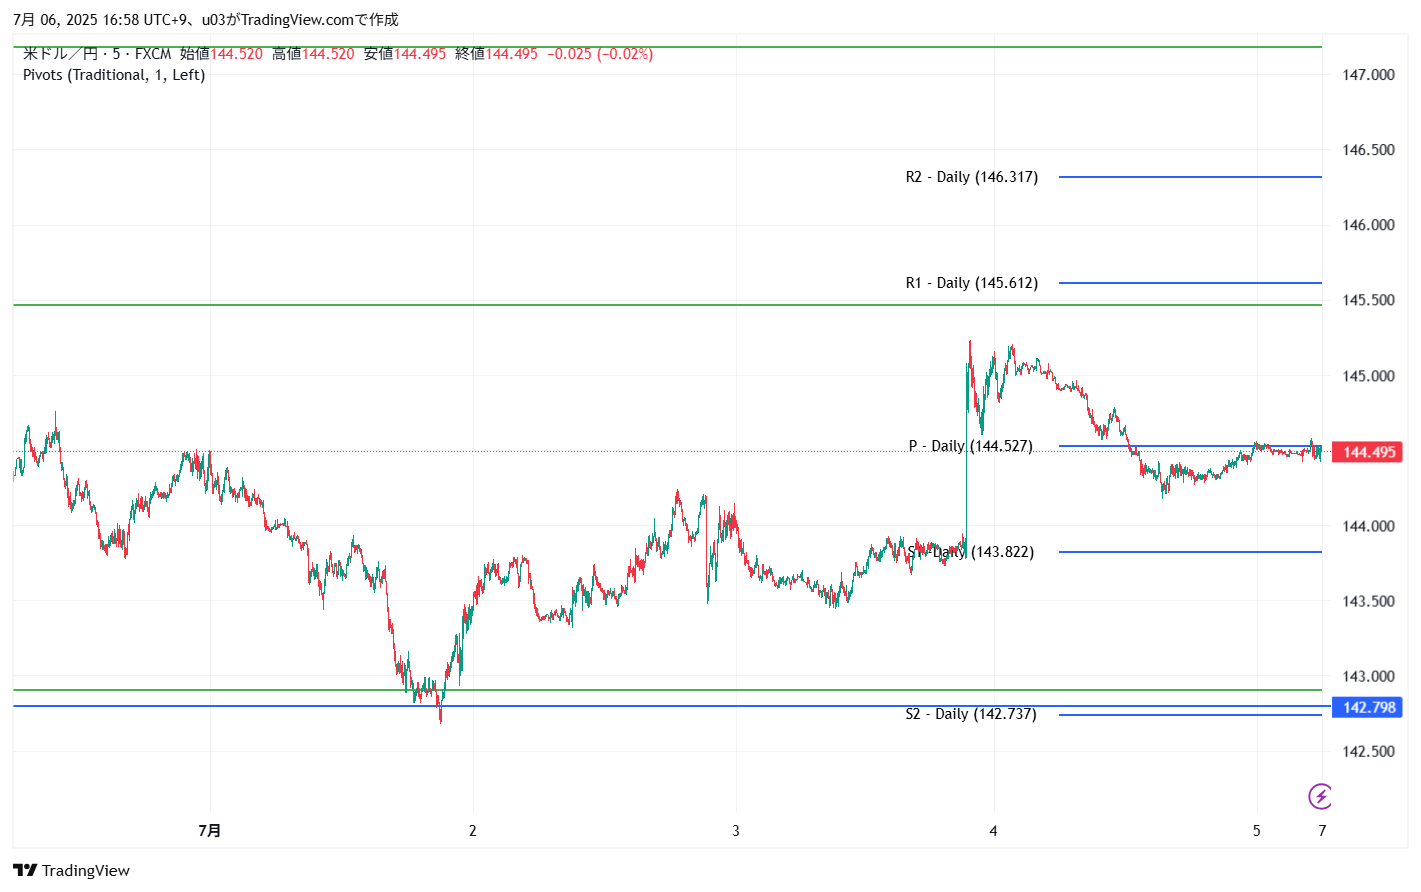 7月 06, 2025 16:58 UTC+9、u03がTradingView.comで作成
米ドル／円 · 5 · FXCM 始値144.520 高値144.520 安値144.495 終値144.495 −0.025 (−0.02%)
Pivots (Traditional, 1, Left)
147.000
146.500
R2 - Daily (146.317)
146.000
R1 - Daily (145.612)
145.500
145.000
P - Daily (144.527)
144.495
144.000
S1 - Daily (143.822)
143.500
143.000
S2 - Daily (142.737)
142.798
142.500
7月 2 3 4 5 7
TradingView